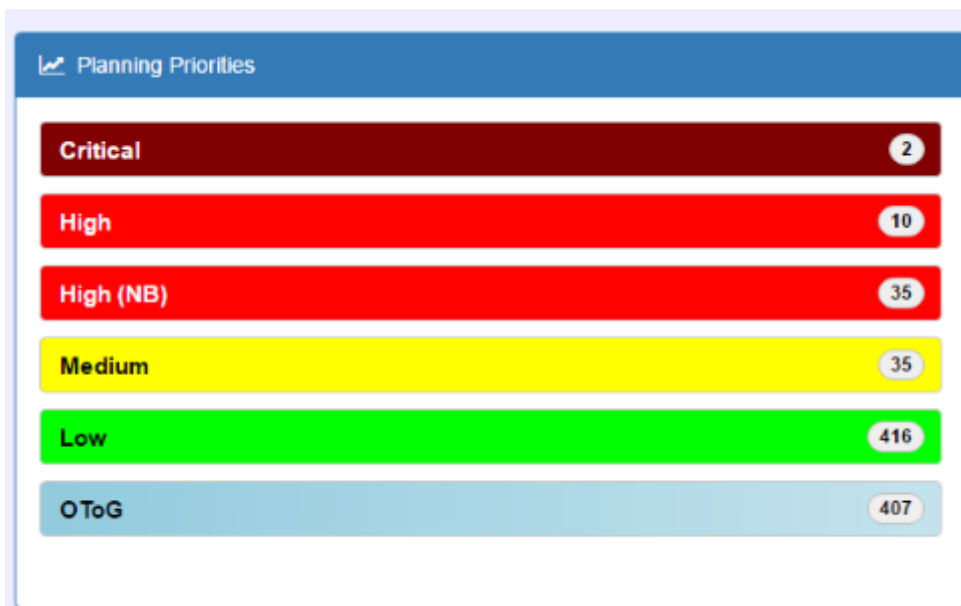 Planning Priorities
Critical 2
High 10
High (NB) 35
Medium 35
Low 416
OToG 407